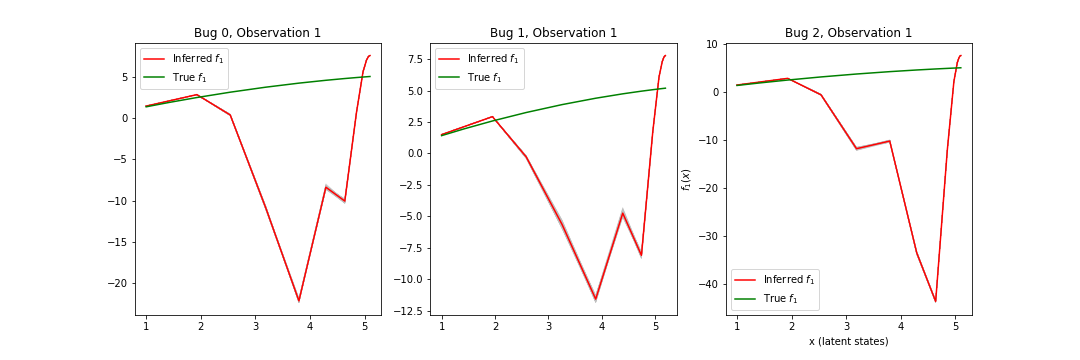 Bug 0, Observation 1
Inferred f₁
True f₁
5
0
−5
−10
−15
−20
1 2 3 4 5
Bug 1, Observation 1
Inferred f₁
True f₁
7.5
5.0
2.5
0.0
−2.5
−5.0
−7.5
−10.0
−12.5
1 2 3 4 5
Bug 2, Observation 1
f₁(x)
10
0
−10
−20
−30
−40
Inferred f₁
True f₁
1 2 3 4 5
x (latent states)